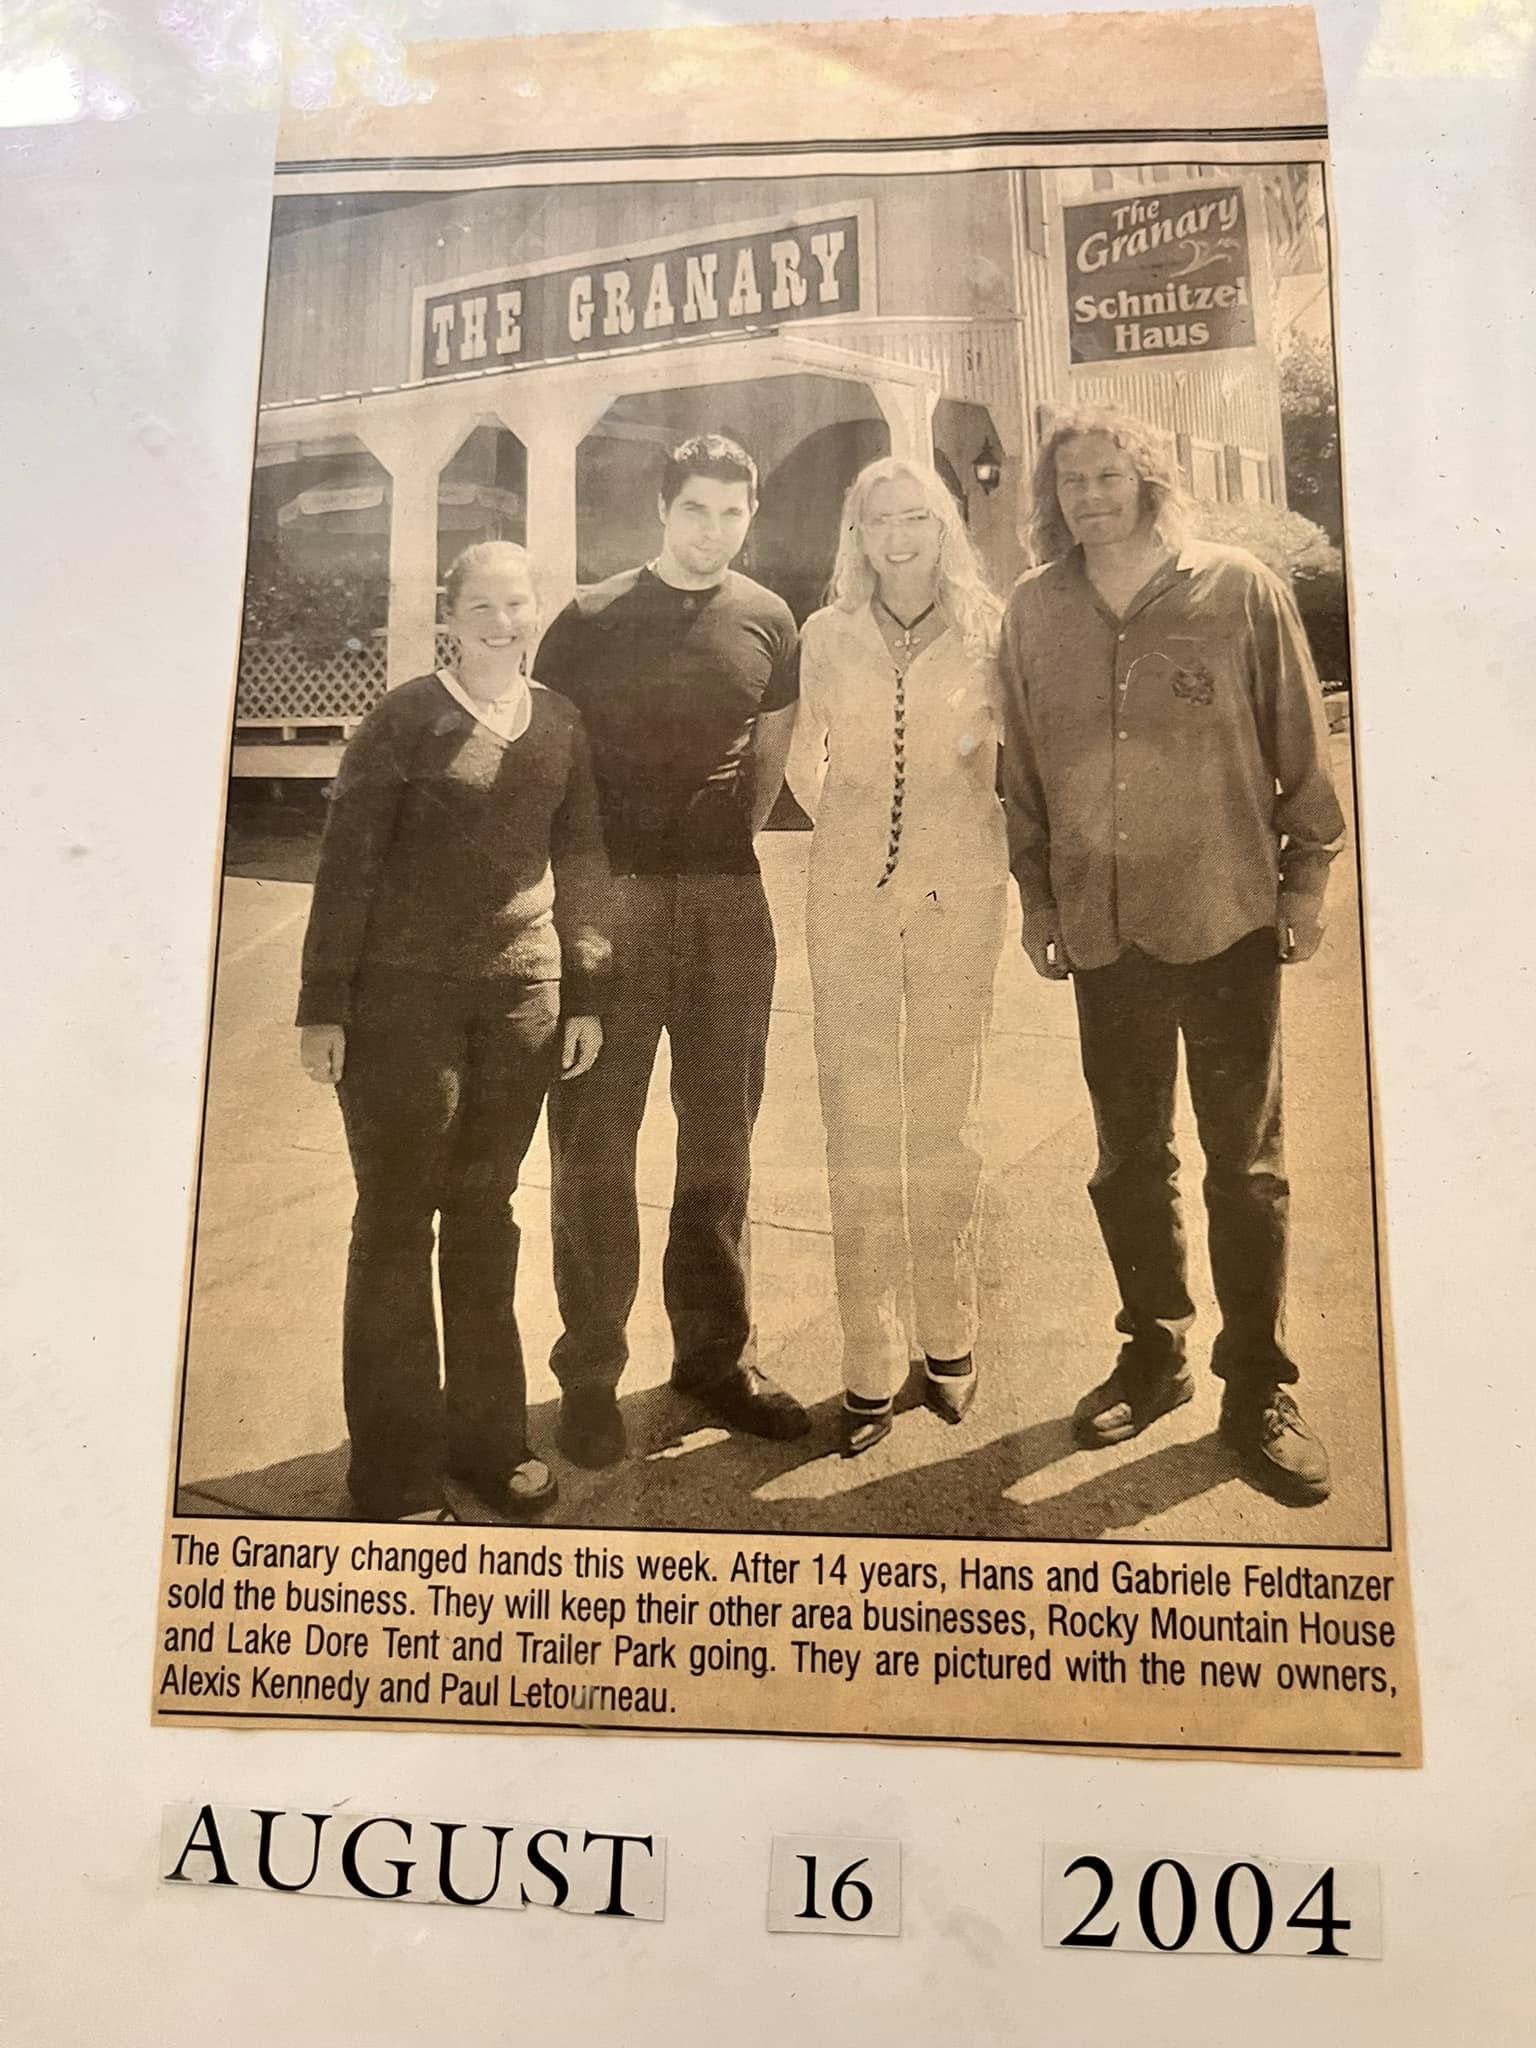 THE GRANARY
The
Granary
Schnitzel
Haus
The Granary changed hands this week. After 14 years, Hans and Gabriele Feldtanzer
sold the business. They will keep their other area businesses, Rocky Mountain House
and Lake Dore Tent and Trailer Park going. They are pictured with the new owners,
Alexis Kennedy and Paul Letourneau.
AUGUST 16 2004